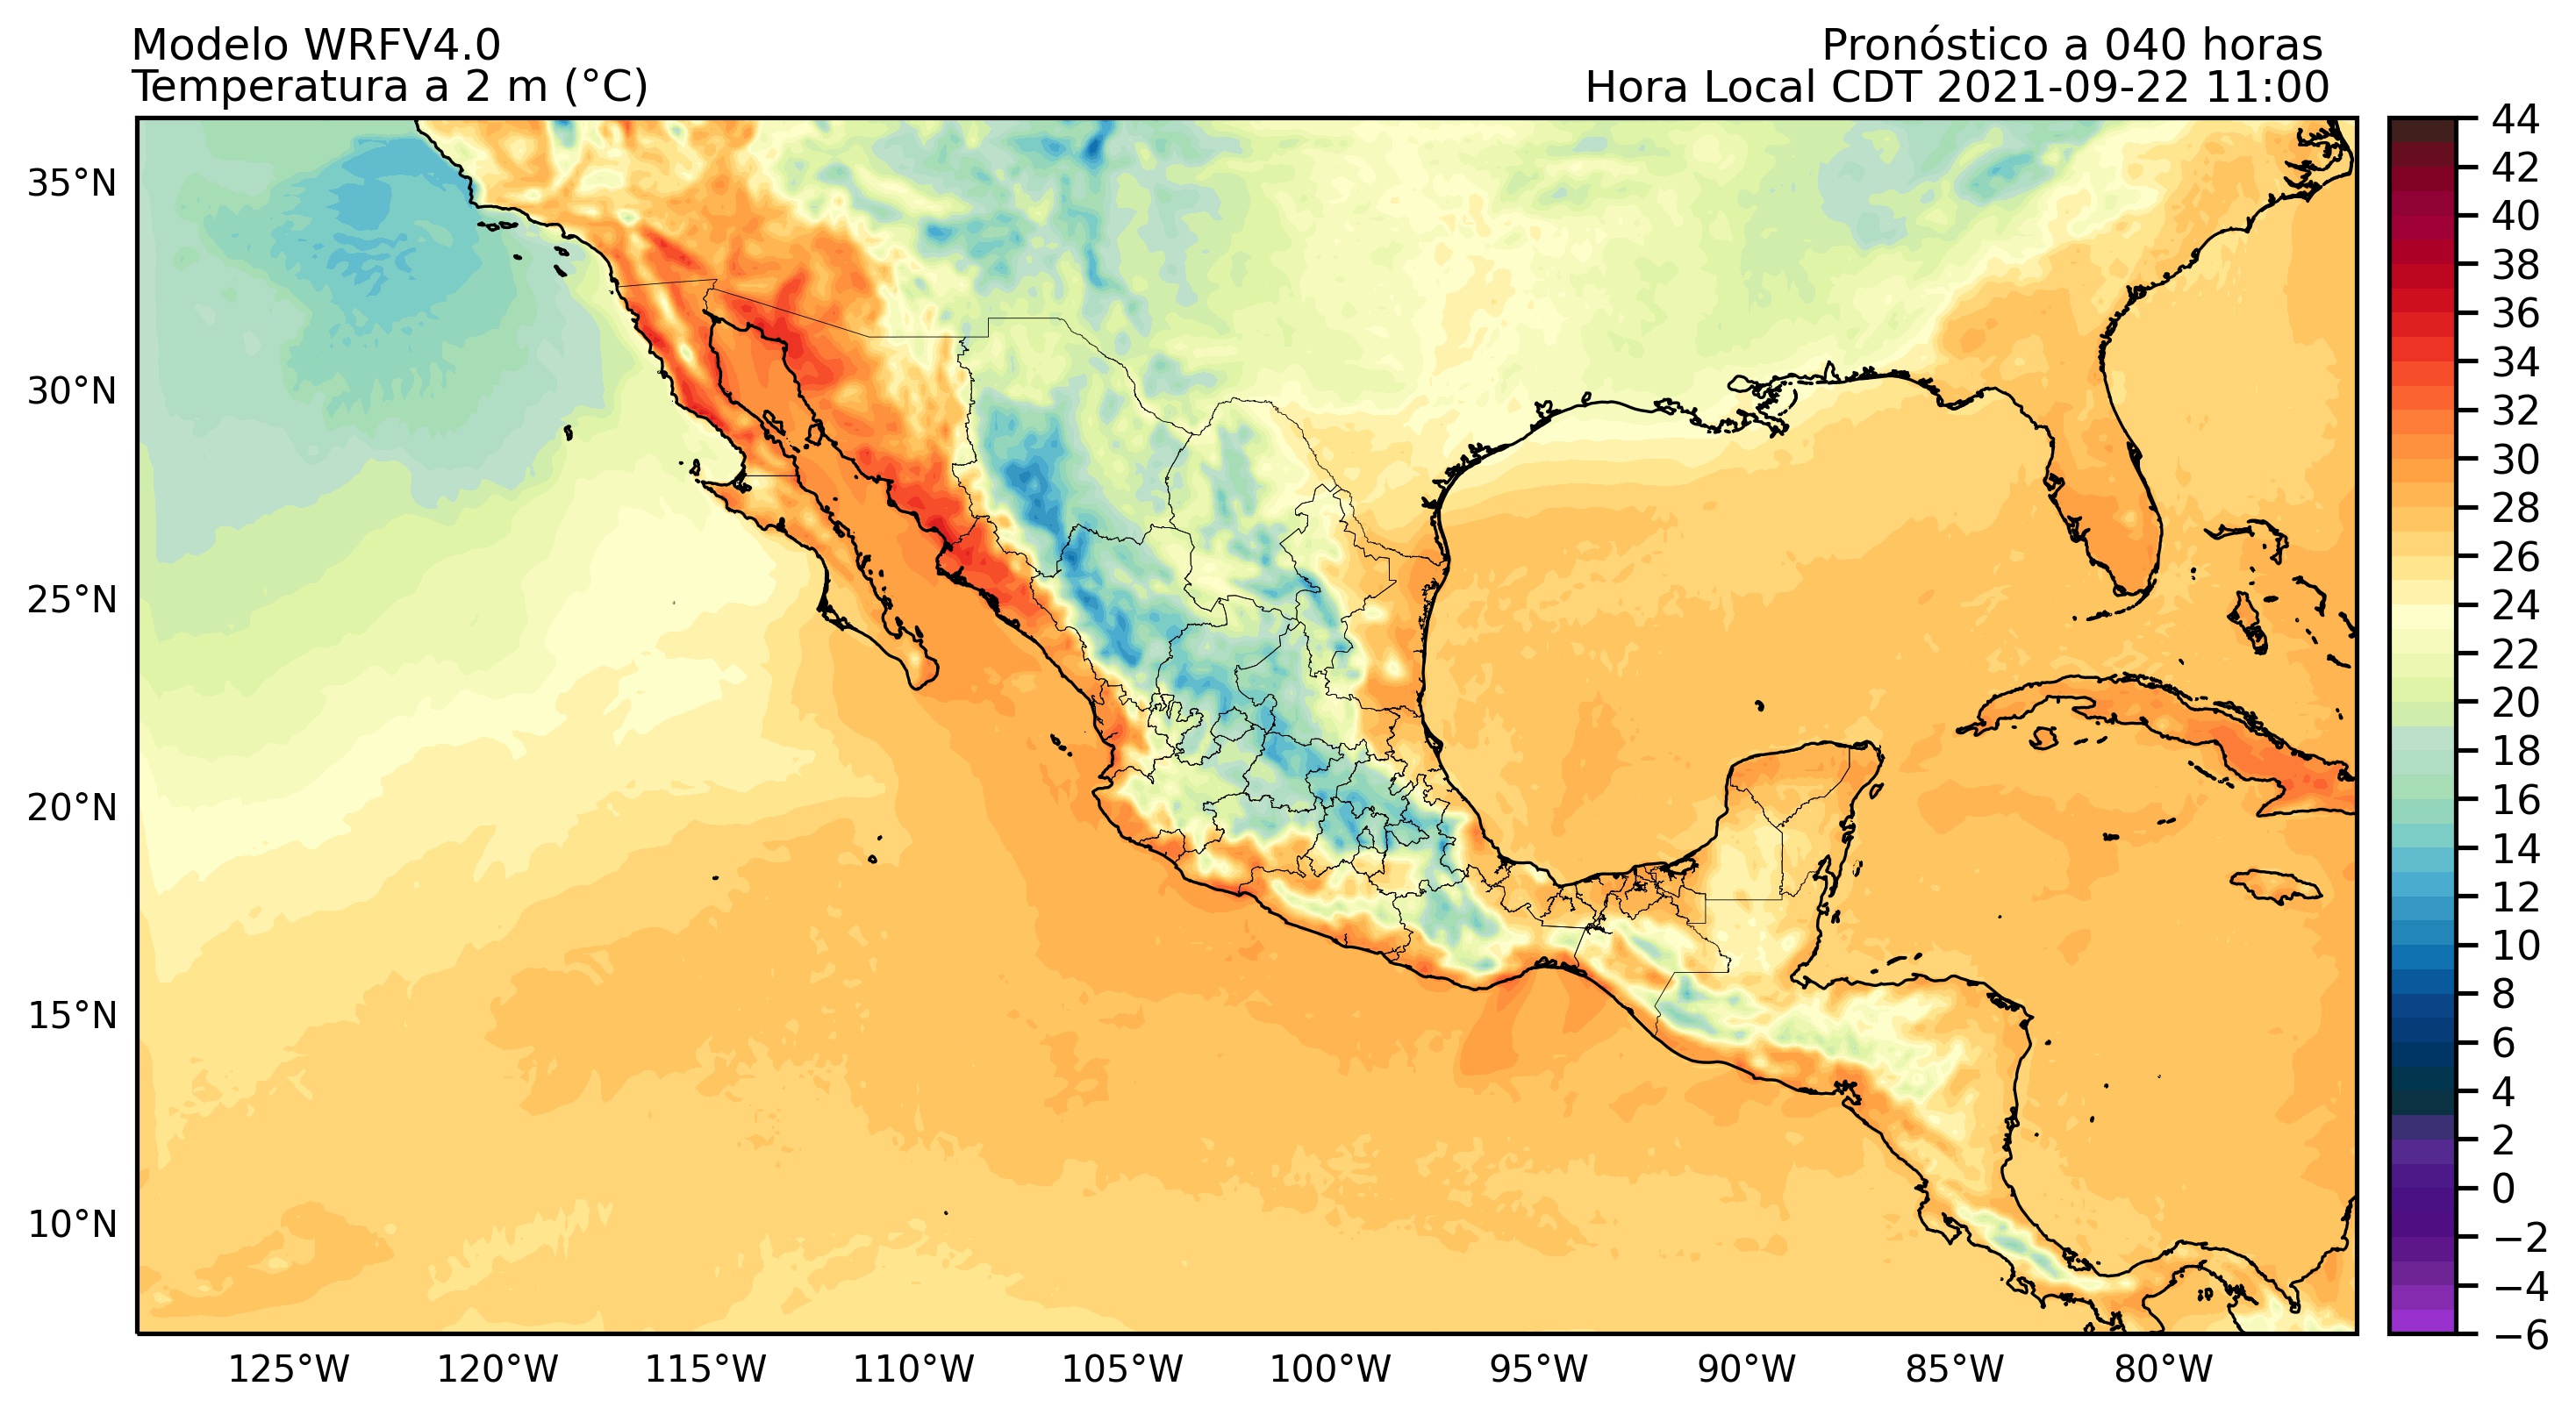 Modelo WRFV4.0
Temperatura a 2 m (°C)
Pronóstico a 040 horas
Hora Local CDT 2021-09-22 11:00
35°N
30°N
25°N
20°N
15°N
10°N
125°W
120°W
115°W
110°W
105°W
100°W
95°W
90°W
85°W
80°W
44
42
40
38
36
34
32
30
28
26
24
22
20
18
16
14
12
10
8
6
4
2
0
−2
−4
−6